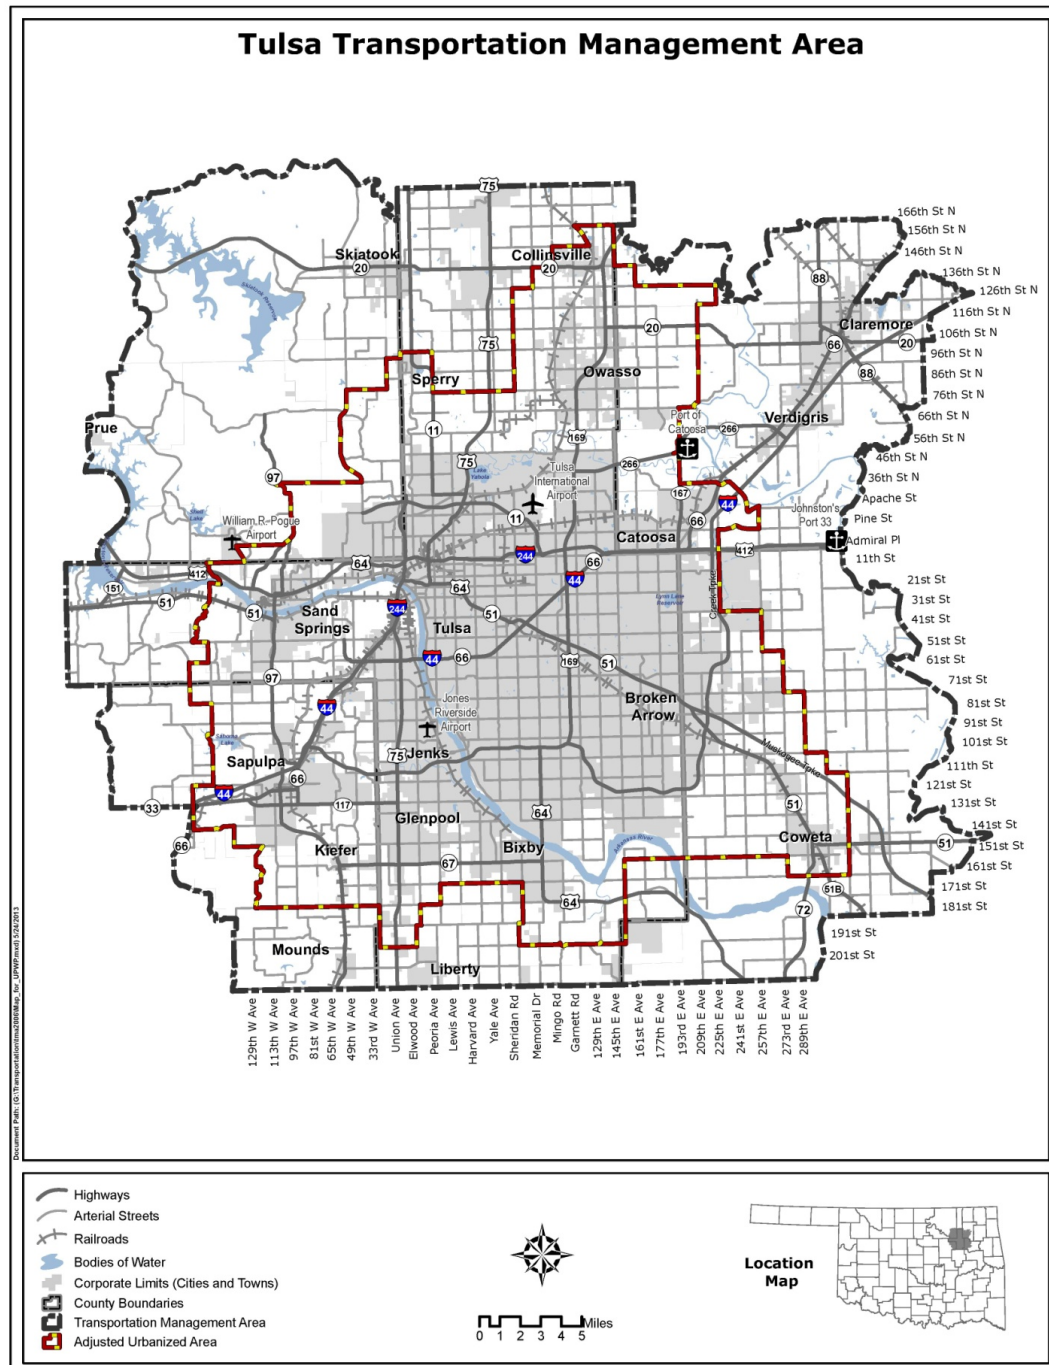 Tulsa Transportation Management Area
166th St N
156th St N
146th St N
136th St N
126th St N
116th St N
106th St N
96th St N
86th St N
76th St N
66th St N
56th St N
46th St N
36th St N
Apache St
Pine St
Admiral Pl
11th St
21st St
31st St
41st St
51st St
61st St
71st St
81st St
91st St
101st St
111th St
121st St
131st St
141st St
151st St
161st St
171st St
181st St
191st St
201st St
75
Skiatook
20
Collinsville
20
88
Skiatook Reservoir
20
Claremore
66
20
75
Sperry
Owasso
88
Port of
Catoosa
Verdigris
Prue
11
169
266
75
266
Lake
Yahola
Tulsa
International
Airport
97
167
44
Johnston's
Port 33
William R. Pogue
Airport
11
66
Catoosa
412
244
66
64
44
412
151
51
64
51
Sand
Springs
244
Tulsa
51
Creek Tpke
44
66
169
51
97
Broken
Arrow
44
Jones
Riverside
Airport
Sahoma
Lake
Sapulpa
75
Jenks
Muskogee Tpke
66
44
33
117
Glenpool
64
51
66
Kiefer
Bixby
Arkansas River
Coweta
51
67
51B
64
72
Mounds
Liberty
129th W Ave
113th W Ave
97th W Ave
81st W Ave
65th W Ave
49th W Ave
33rd W Ave
Union Ave
Elwood Ave
Peoria Ave
Lewis Ave
Harvard Ave
Yale Ave
Sheridan Rd
Memorial Dr
Mingo Rd
Garnett Rd
129th E Ave
145th E Ave
161st E Ave
177th E Ave
193rd E Ave
209th E Ave
225th E Ave
241st E Ave
257th E Ave
273rd E Ave
289th E Ave
Highways
Arterial Streets
Railroads
Bodies of Water
Corporate Limits (Cities and Towns)
County Boundaries
Transportation Management Area
Adjusted Urbanized Area
0 1 2 3 4 5 Miles
Location
Map